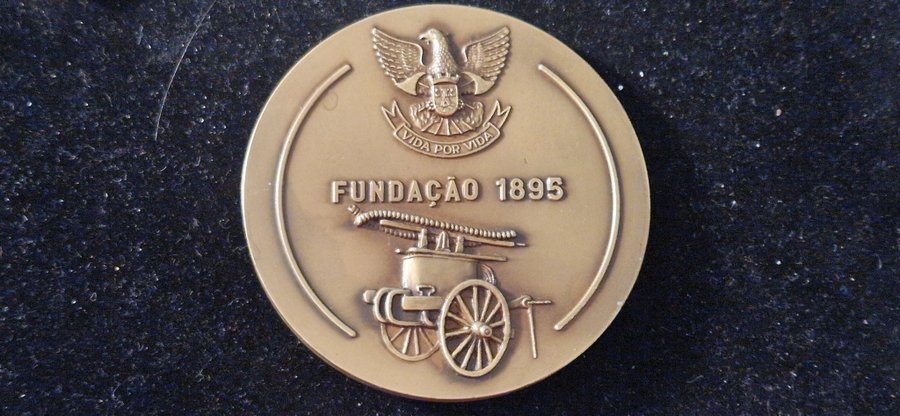 VIDA POR VIDA
FUNDAÇÃO 1895